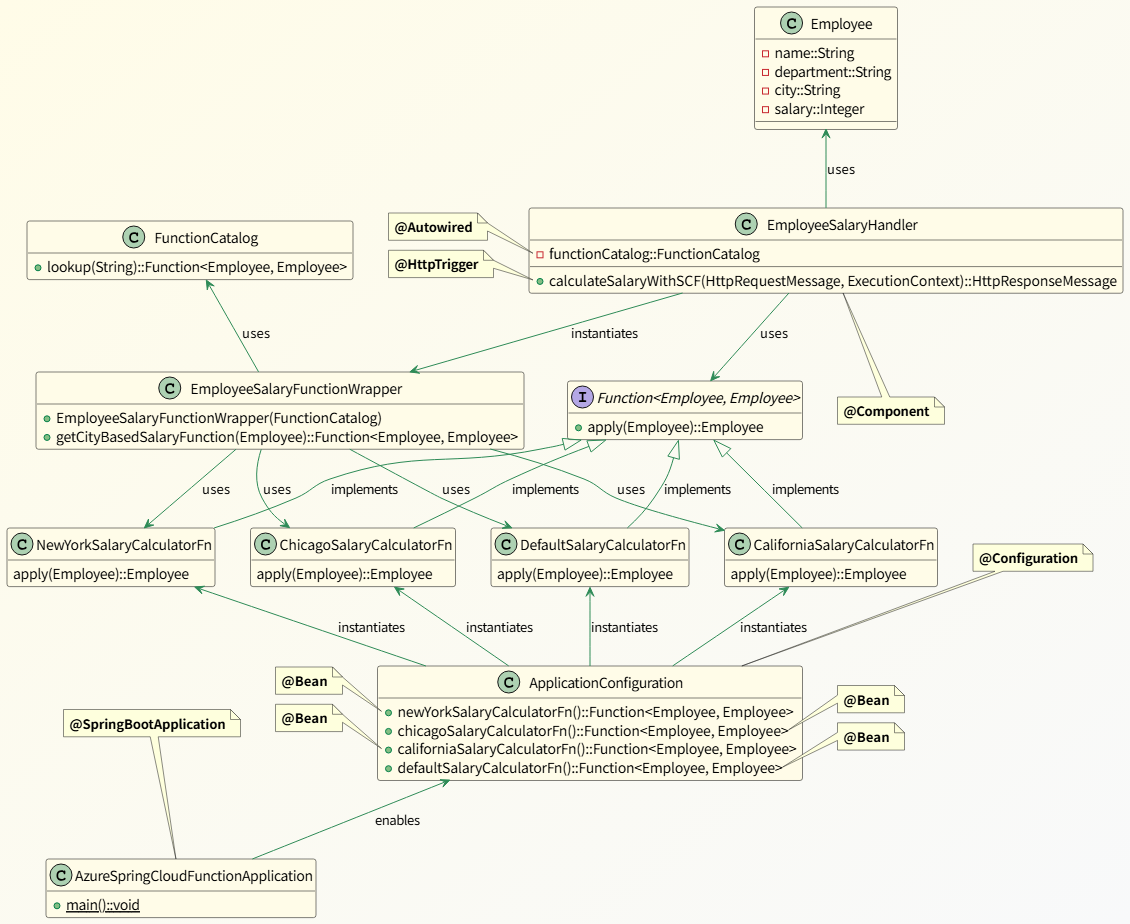 C Employee
name::String
department::String
city::String
salary::Integer
uses
C FunctionCatalog
lookup(String)::Function<Employee, Employee>
@Autowired
@HttpTrigger
C EmployeeSalaryHandler
functionCatalog::FunctionCatalog
calculateSalaryWithSCF(HttpRequestMessage, ExecutionContext)::HttpResponseMessage
uses
instantiates
uses
@Component
C EmployeeSalaryFunctionWrapper
EmployeeSalaryFunctionWrapper(FunctionCatalog)
getCityBasedSalaryFunction(Employee)::Function<Employee, Employee>
I Function<Employee, Employee>
apply(Employee)::Employee
uses
uses
implements
uses
implements
uses
implements
implements
C NewYorkSalaryCalculatorFn
apply(Employee)::Employee
C ChicagoSalaryCalculatorFn
apply(Employee)::Employee
C DefaultSalaryCalculatorFn
apply(Employee)::Employee
C CaliforniaSalaryCalculatorFn
apply(Employee)::Employee
@Configuration
instantiates
instantiates
instantiates
instantiates
@Bean
@Bean
C ApplicationConfiguration
newYorkSalaryCalculatorFn()::Function<Employee, Employee>
chicagoSalaryCalculatorFn()::Function<Employee, Employee>
californiaSalaryCalculatorFn()::Function<Employee, Employee>
defaultSalaryCalculatorFn()::Function<Employee, Employee>
@Bean
@Bean
@SpringBootApplication
enables
C AzureSpringCloudFunctionApplication
main()::void